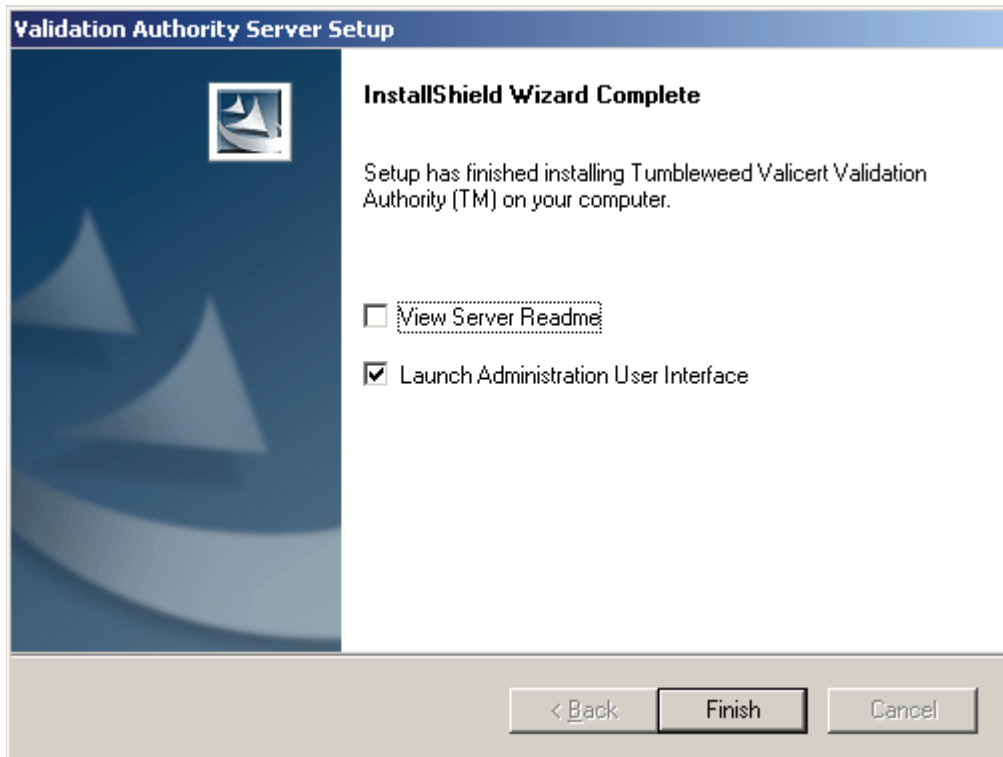 Validation Authority Server Setup
InstallShield Wizard Complete
Setup has finished installing Tumbleweed Valicert Validation
Authority (TM) on your computer.
View Server Readme
Launch Administration User Interface
< Back
Finish
Cancel